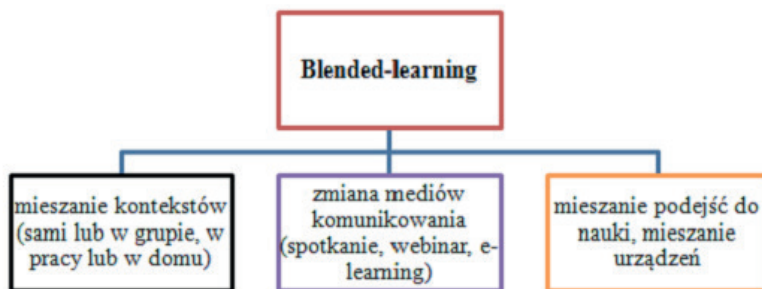 Blended-learning
mieszanie kontekstów
(sami lub w grupie, w
pracy lub w domu)
zmiana mediów
komunikowania
(spotkanie, webinar, e-
learning)
mieszanie podejść do
nauki, mieszanie
urządzeń